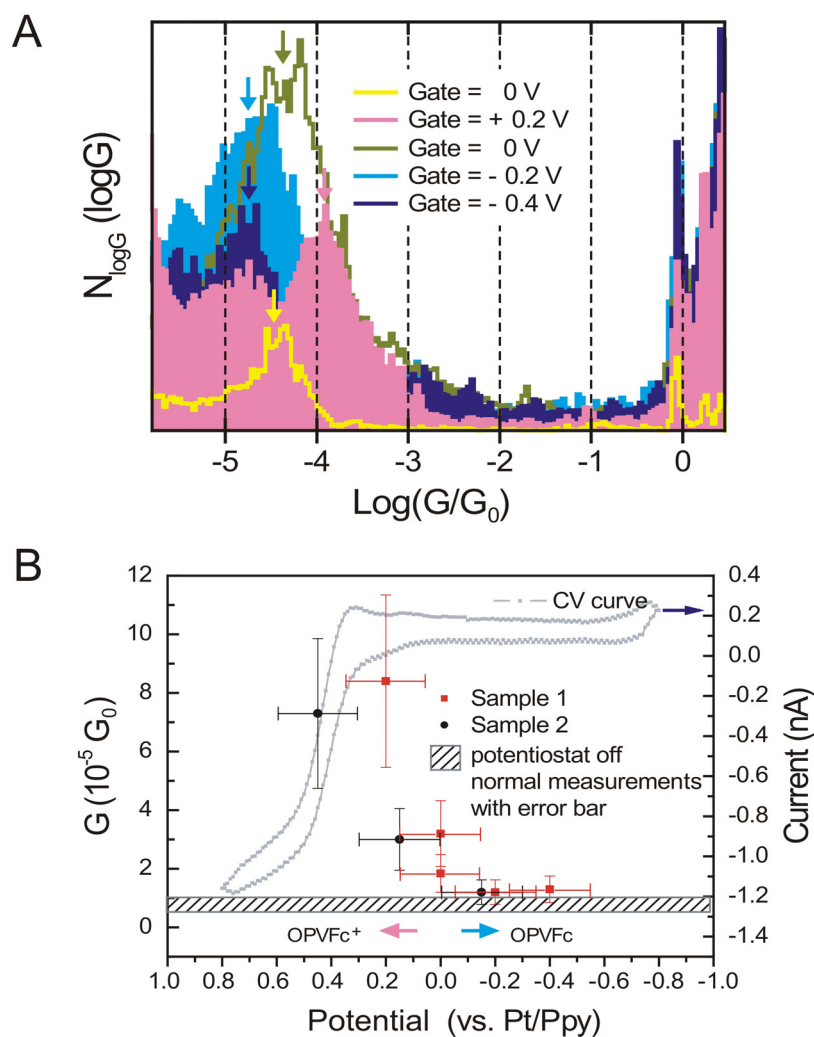 A
N_logG (logG)
Gate = 0 V
Gate = + 0.2 V
Gate = 0 V
Gate = - 0.2 V
Gate = - 0.4 V
-5 -4 -3 -2 -1 0
Log(G/G₀)
B
12
10
8
6
4
2
0
G (10⁻⁵ G₀)
CV curve
Sample 1
Sample 2
potentiostat off
normal measurements
with error bar
OPVFc⁺ OPVFc
0.4
0.2
0.0
-0.2
-0.4
-0.6
-0.8
-1.0
-1.2
-1.4
Current (nA)
1.0 0.8 0.6 0.4 0.2 0.0 -0.2 -0.4 -0.6 -0.8 -1.0
Potential (vs. Pt/Ppy)